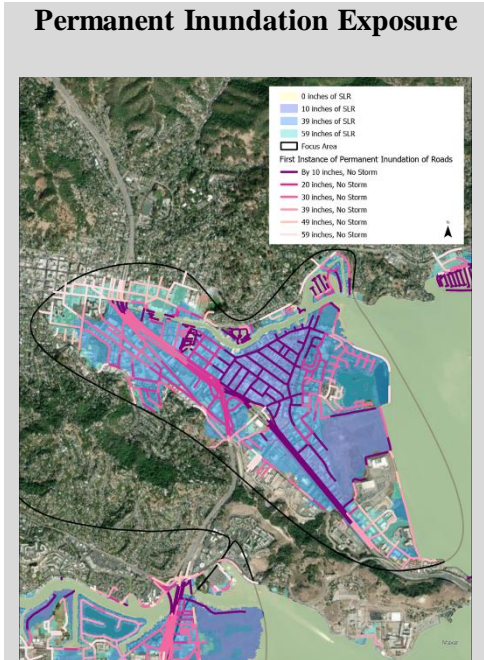 Permanent Inundation Exposure
0 inches of SLR
10 inches of SLR
39 inches of SLR
59 inches of SLR
Focus Area
First Instance of Permanent Inundation of Roads
By 10 inches, No Storm
20 inches, No Storm
30 inches, No Storm
39 inches, No Storm
49 inches, No Storm
59 inches, No Storm